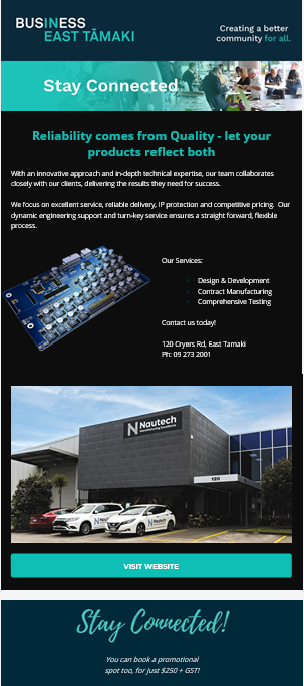 BUSINESS
EAST TĀMAKI
Creating a better
community for all.
Stay Connected
Reliability comes from Quality - let your
products reflect both
With an innovative approach and in-depth technical expertise, our team collaborates
closely with our clients, delivering the results they need for success.
We focus on excellent service, reliable delivery, IP protection and competitive pricing. Our
dynamic engineering support and turn-key service ensures a straight forward, flexible
process.
Our Services:
Design & Development
Contract Manufacturing
Comprehensive Testing
Contact us today!
120 Cryers Rd, East Tamaki
Ph: 09 273 2001
Nautech
Manufacturing Excellence
120
Nautech
VISIT WEBSITE
Stay Connected!
You can book a promotional
spot too, for just $250 + GST!